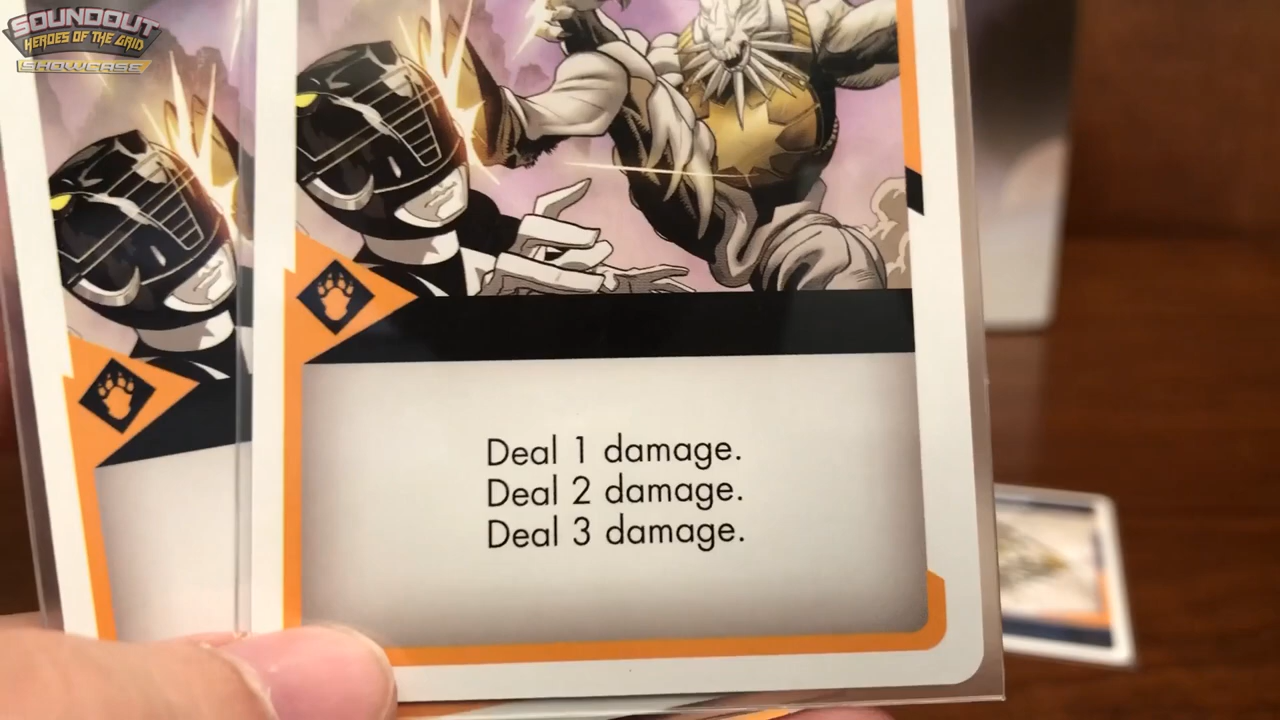 SOUNDOUT
HEROES OF THE GRID
SHOWCASE
Deal 1 damage.
Deal 2 damage.
Deal 3 damage.